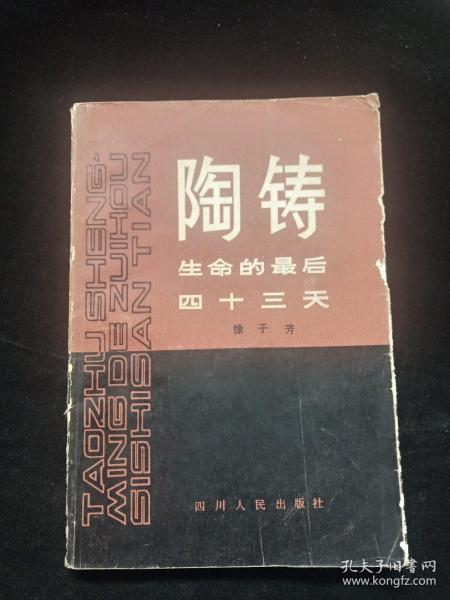 陶铸
生命的最后
四十三天
徐子芳
四川人民出版社
TAOZHU SHENG-
MING DE ZUIHOU
SISHISAN TIAN
孔夫子旧书网
www.kongfz.com